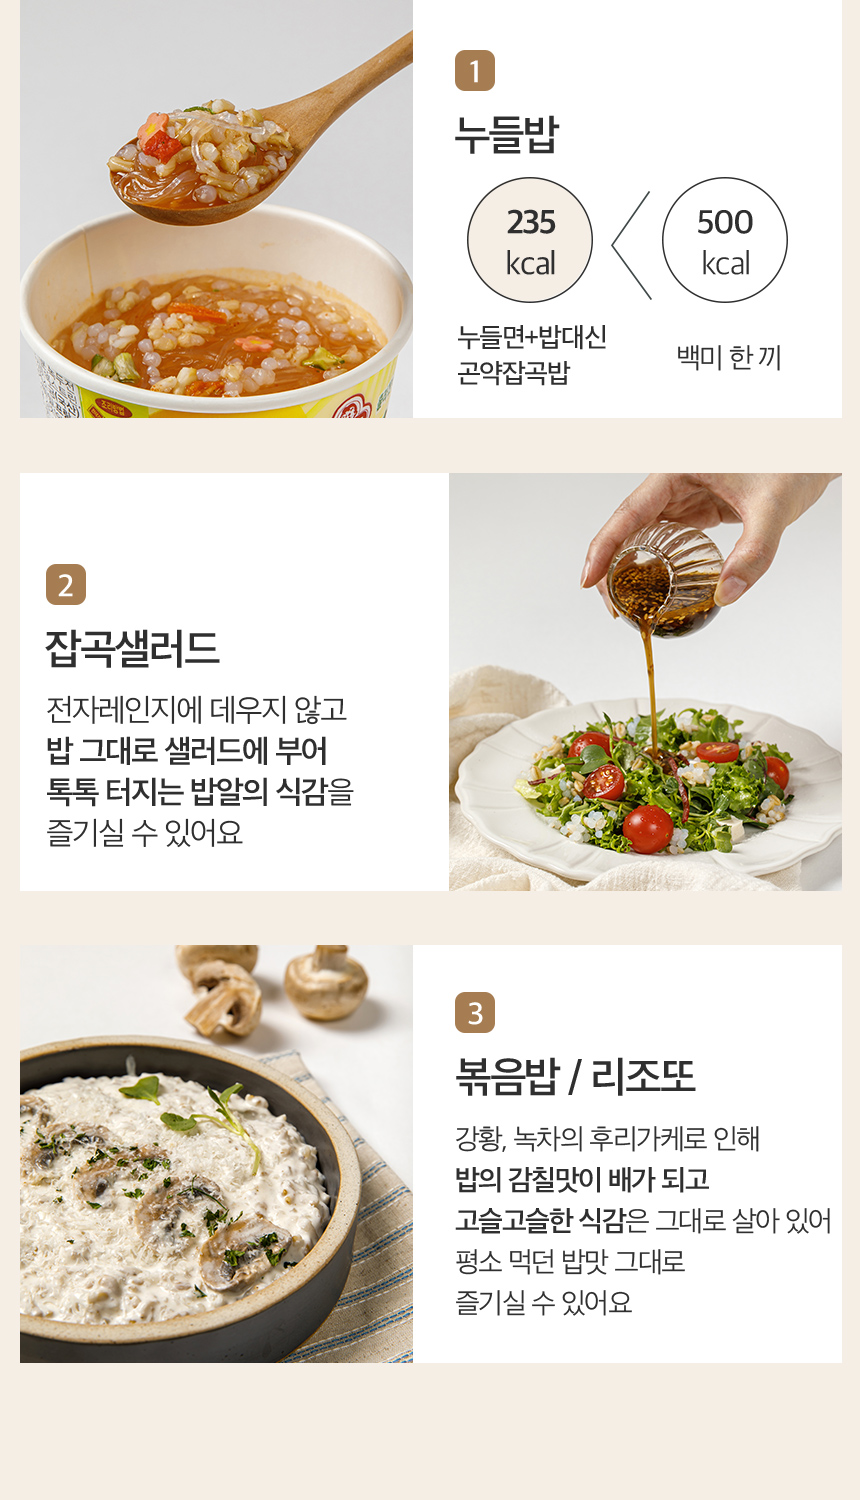 1
누들밥
235
kcal
500
kcal
누들면+밥대신
곤약잡곡밥
백미 한 끼
2
잡곡샐러드
전자레인지에 데우지 않고
밥 그대로 샐러드에 부어
톡톡 터지는 밥알의 식감을
즐기실 수 있어요
3
볶음밥 / 리조또
강황, 녹차의 후리가케로 인해
밥의 감칠맛이 배가 되고
고슬고슬한 식감은 그대로 살아 있어
평소 먹던 밥맛 그대로
즐기실 수 있어요